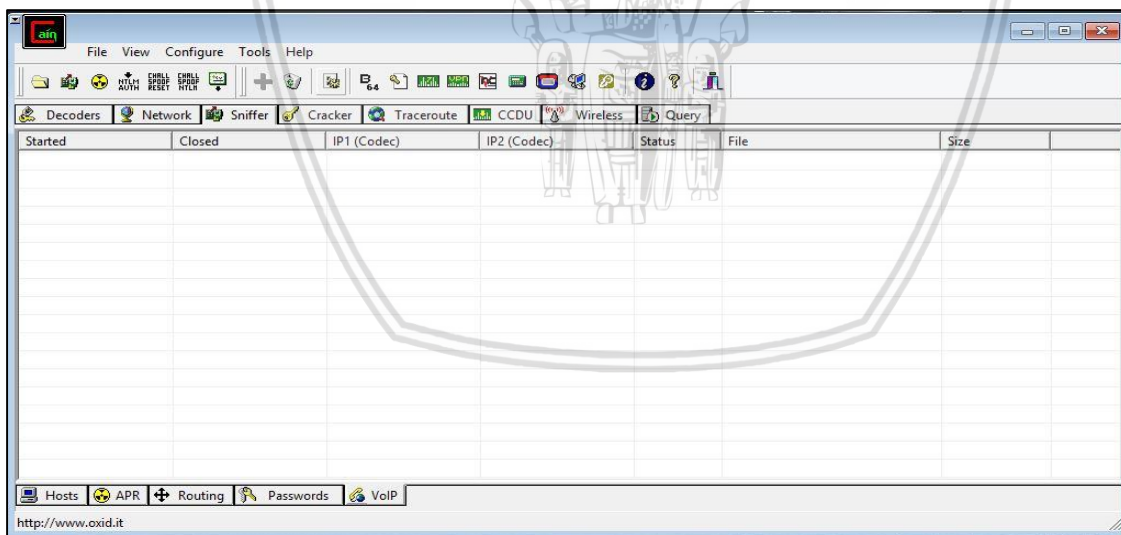 Cain
File View Configure Tools Help
NTLM AUTH CHALL SPOOF RESET CHALL SPOOF NTLM B64
Decoders Network Sniffer Cracker Traceroute CCDU Wireless Query
Started Closed IP1 (Codec) IP2 (Codec) Status File Size
Hosts APR Routing Passwords VoIP
http://www.oxid.it